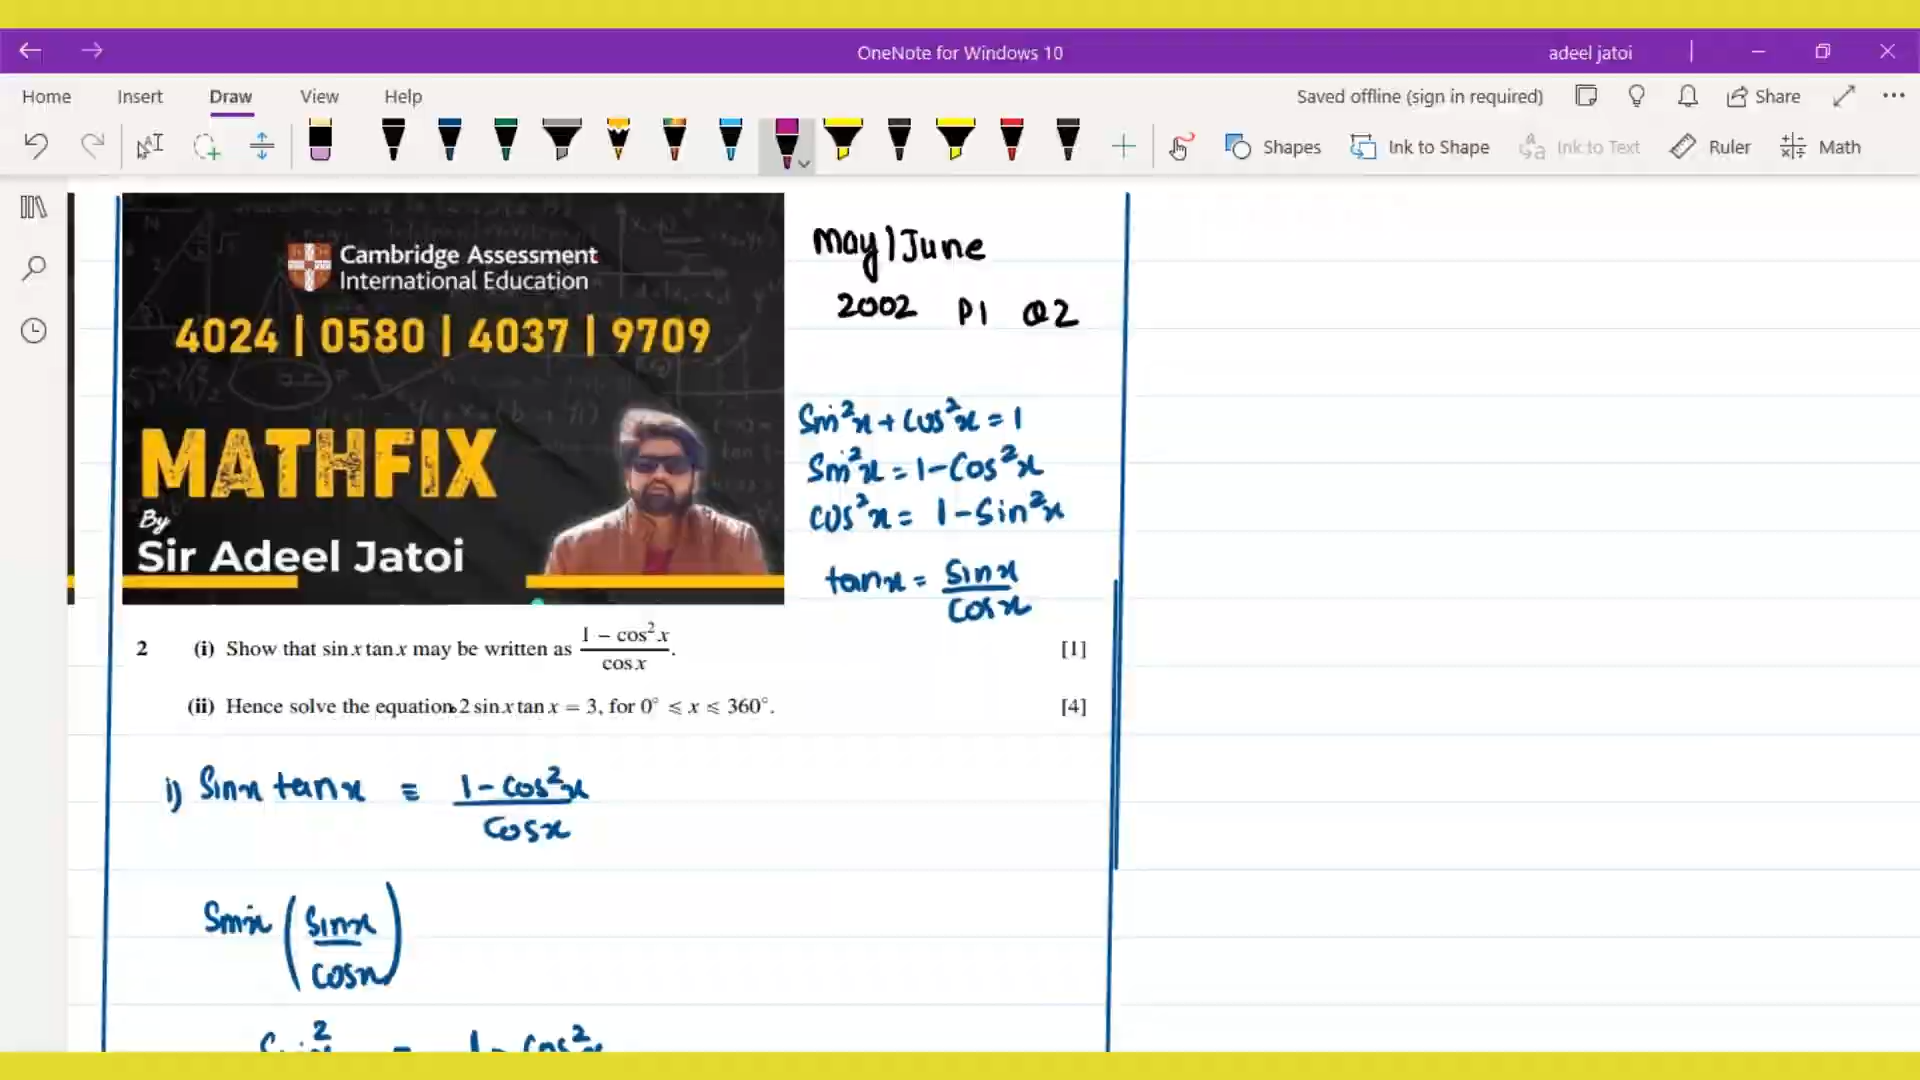 OneNote for Windows 10
adeel jatoi
Home Insert Draw View Help
Saved offline (sign in required)
Share
Shapes Ink to Shape Ink to Text Ruler Math
Cambridge Assessment
International Education
4024 | 0580 | 4037 | 9709
MATHFIX
By
Sir Adeel Jatoi
May/June
2002 P1 Q2
Sin²x + Cos²x = 1
Sin²x = 1 - Cos²x
Cos²x = 1 - Sin²x
tanx = Sinx / Cosx
2 (i) Show that sin x tan x may be written as (1 − cos² x) / cos x. [1]
(ii) Hence solve the equation 2 sin x tan x = 3, for 0° ⩽ x ⩽ 360°. [4]
i) Sinx tanx ≡ (1 - Cos²x) / Cosx
Sinx (Sinx / Cosx)
Sin²x = 1 - Cos²x